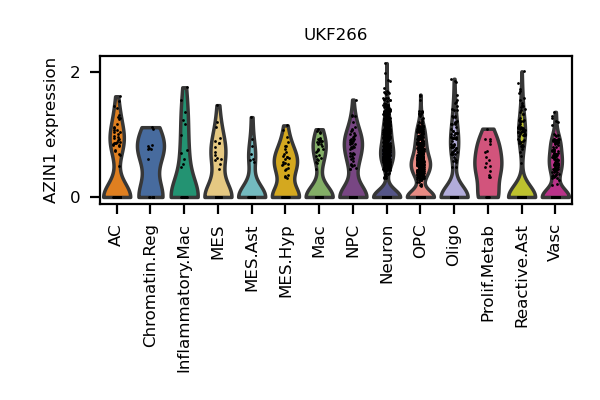 UKF266
AZIN1 expression
2
0
AC
Chromatin.Reg
Inflammatory.Mac
MES
MES.Ast
MES.Hyp
Mac
NPC
Neuron
OPC
Oligo
Prolif.Metab
Reactive.Ast
Vasc